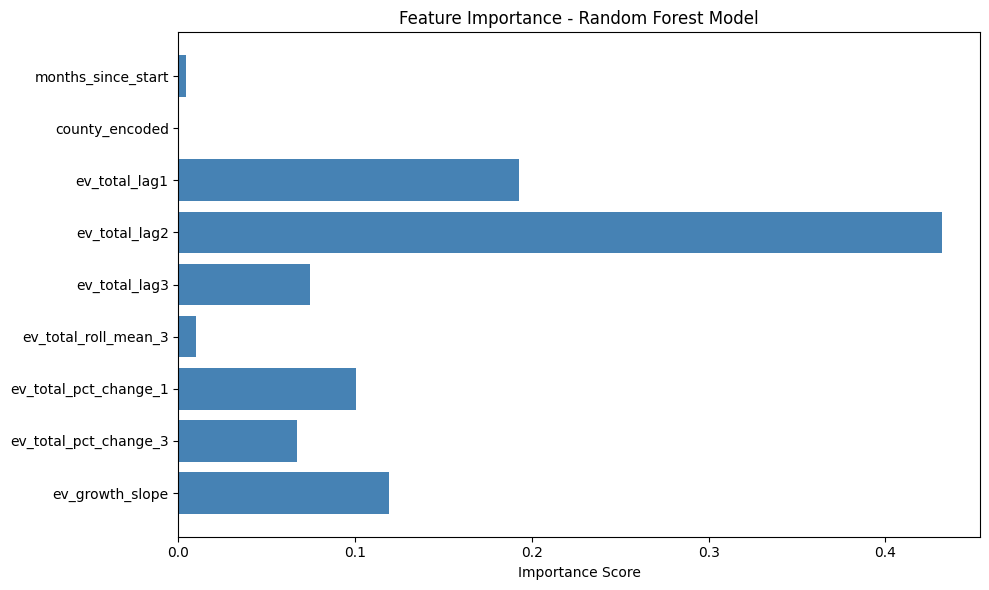 Feature Importance - Random Forest Model
months_since_start
county_encoded
ev_total_lag1
ev_total_lag2
ev_total_lag3
ev_total_roll_mean_3
ev_total_pct_change_1
ev_total_pct_change_3
ev_growth_slope
0.0 0.1 0.2 0.3 0.4
Importance Score